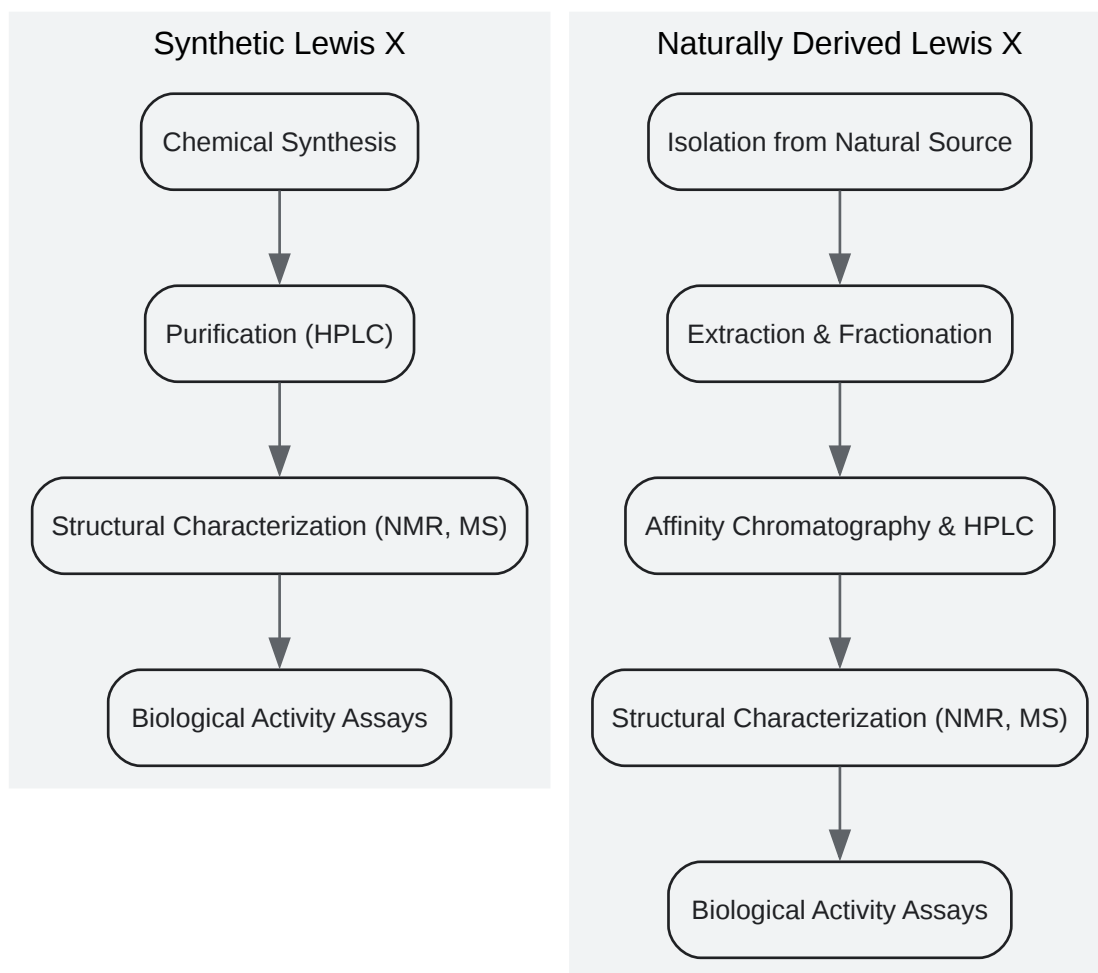 Synthetic Lewis X
Chemical Synthesis
Purification (HPLC)
Structural Characterization (NMR, MS)
Biological Activity Assays
Naturally Derived Lewis X
Isolation from Natural Source
Extraction & Fractionation
Affinity Chromatography & HPLC
Structural Characterization (NMR, MS)
Biological Activity Assays